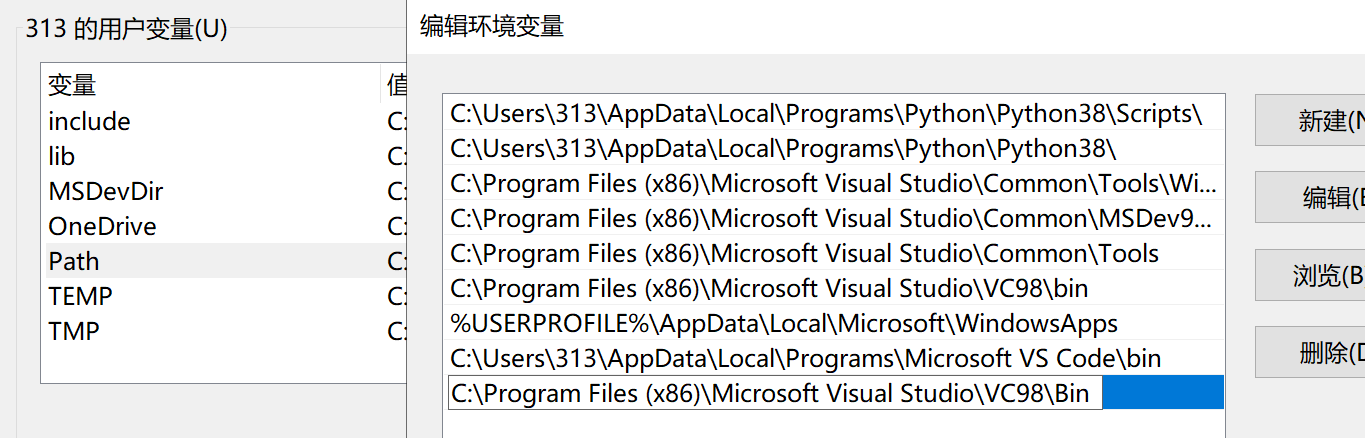 313 的用户变量(U)
变量 值
include C:
lib C:
MSDevDir C:
OneDrive C:
Path C:
TEMP C:
TMP C:
编辑环境变量
C:\Users\313\AppData\Local\Programs\Python\Python38\Scripts\
C:\Users\313\AppData\Local\Programs\Python\Python38\
C:\Program Files (x86)\Microsoft Visual Studio\Common\Tools\Wi...
C:\Program Files (x86)\Microsoft Visual Studio\Common\MSDev9...
C:\Program Files (x86)\Microsoft Visual Studio\Common\Tools
C:\Program Files (x86)\Microsoft Visual Studio\VC98\bin
%USERPROFILE%\AppData\Local\Microsoft\WindowsApps
C:\Users\313\AppData\Local\Programs\Microsoft VS Code\bin
C:\Program Files (x86)\Microsoft Visual Studio\VC98\Bin
新建(N
编辑(E
浏览(B
删除(D